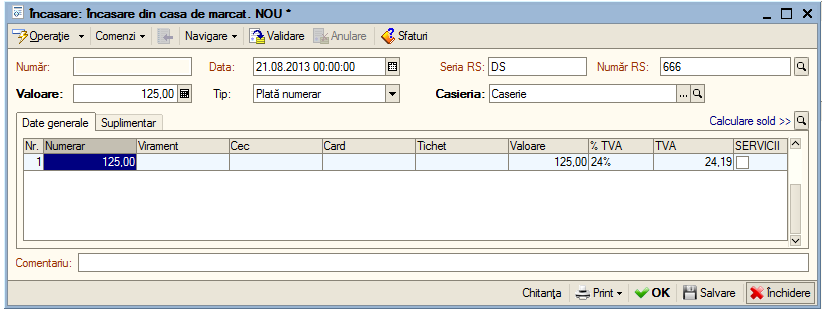 Încasare: Încasare din casa de marcat. NOU *
Operaţie Comenzi Navigare Validare Anulare Sfaturi
Număr: Data: 21.08.2013 00:00:00 Seria RS: DS Număr RS: 666
Valoare: 125,00 Tip: Plată numerar Casieria: Caserie ...
Date generale Suplimentar Calculare sold >>
Nr. Numerar Virament Cec Card Tichet Valoare % TVA TVA SERVICII
1 125,00 125,00 24% 24,19
Comentariu:
Chitanţa Print OK Salvare Închidere